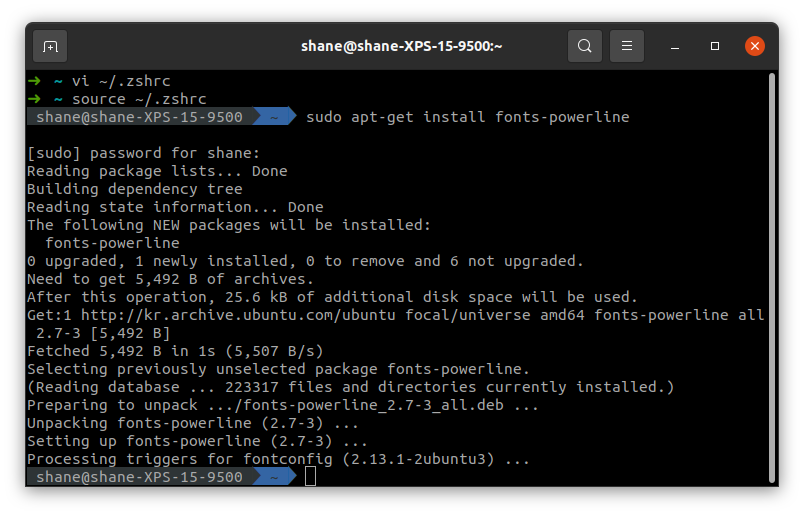 shane@shane-XPS-15-9500:~
➜ ~ vi ~/.zshrc
➜ ~ source ~/.zshrc
shane@shane-XPS-15-9500 ~ sudo apt-get install fonts-powerline
[sudo] password for shane:
Reading package lists... Done
Building dependency tree
Reading state information... Done
The following NEW packages will be installed:
  fonts-powerline
0 upgraded, 1 newly installed, 0 to remove and 6 not upgraded.
Need to get 5,492 B of archives.
After this operation, 25.6 kB of additional disk space will be used.
Get:1 http://kr.archive.ubuntu.com/ubuntu focal/universe amd64 fonts-powerline all
 2.7-3 [5,492 B]
Fetched 5,492 B in 1s (5,507 B/s)
Selecting previously unselected package fonts-powerline.
(Reading database ... 223317 files and directories currently installed.)
Preparing to unpack .../fonts-powerline_2.7-3_all.deb ...
Unpacking fonts-powerline (2.7-3) ...
Setting up fonts-powerline (2.7-3) ...
Processing triggers for fontconfig (2.13.1-2ubuntu3) ...
shane@shane-XPS-15-9500 ~